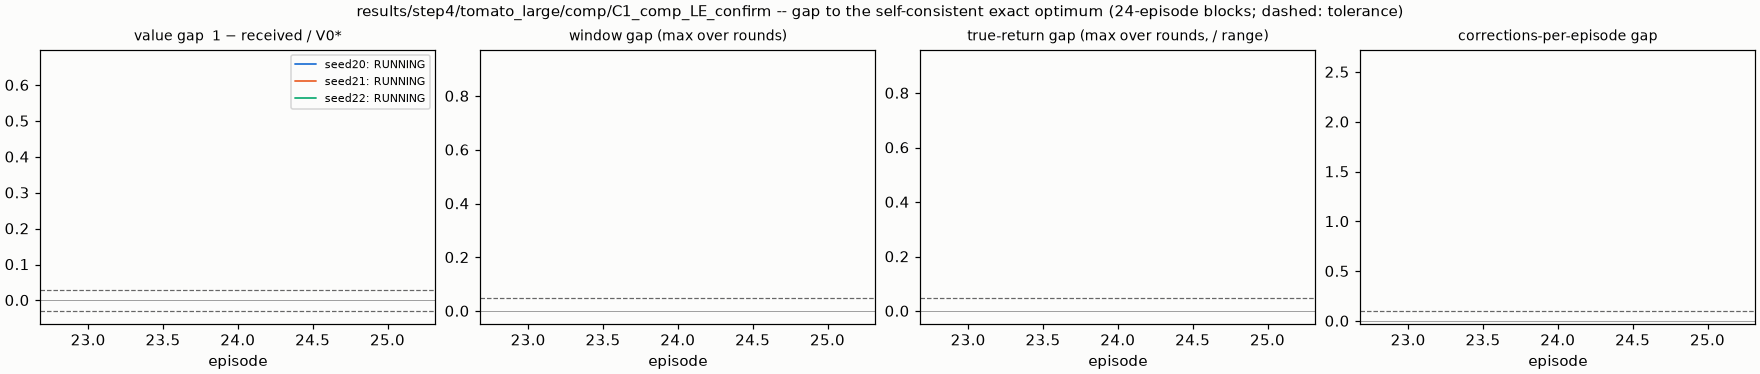 results/step4/tomato_large/comp/C1_comp_LE_confirm -- gap to the self-consistent exact optimum (24-episode blocks; dashed: tolerance)
value gap 1 − received / V0*
seed20: RUNNING
seed21: RUNNING
seed22: RUNNING
0.6
0.5
0.4
0.3
0.2
0.1
0.0
23.0 23.5 24.0 24.5 25.0
episode
window gap (max over rounds)
0.8
0.6
0.4
0.2
0.0
23.0 23.5 24.0 24.5 25.0
episode
true-return gap (max over rounds, / range)
0.8
0.6
0.4
0.2
0.0
23.0 23.5 24.0 24.5 25.0
episode
corrections-per-episode gap
2.5
2.0
1.5
1.0
0.5
0.0
23.0 23.5 24.0 24.5 25.0
episode